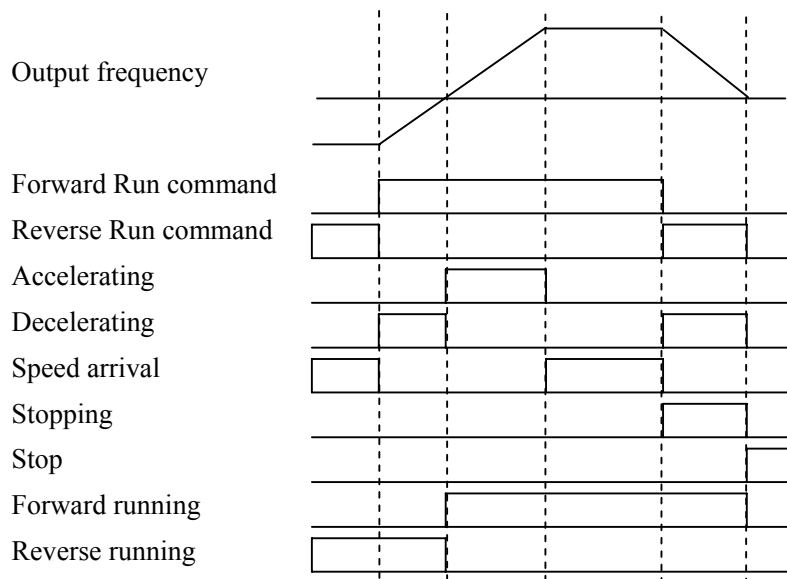 Output frequency
Forward Run command
Reverse Run command
Accelerating
Decelerating
Speed arrival
Stopping
Stop
Forward running
Reverse running